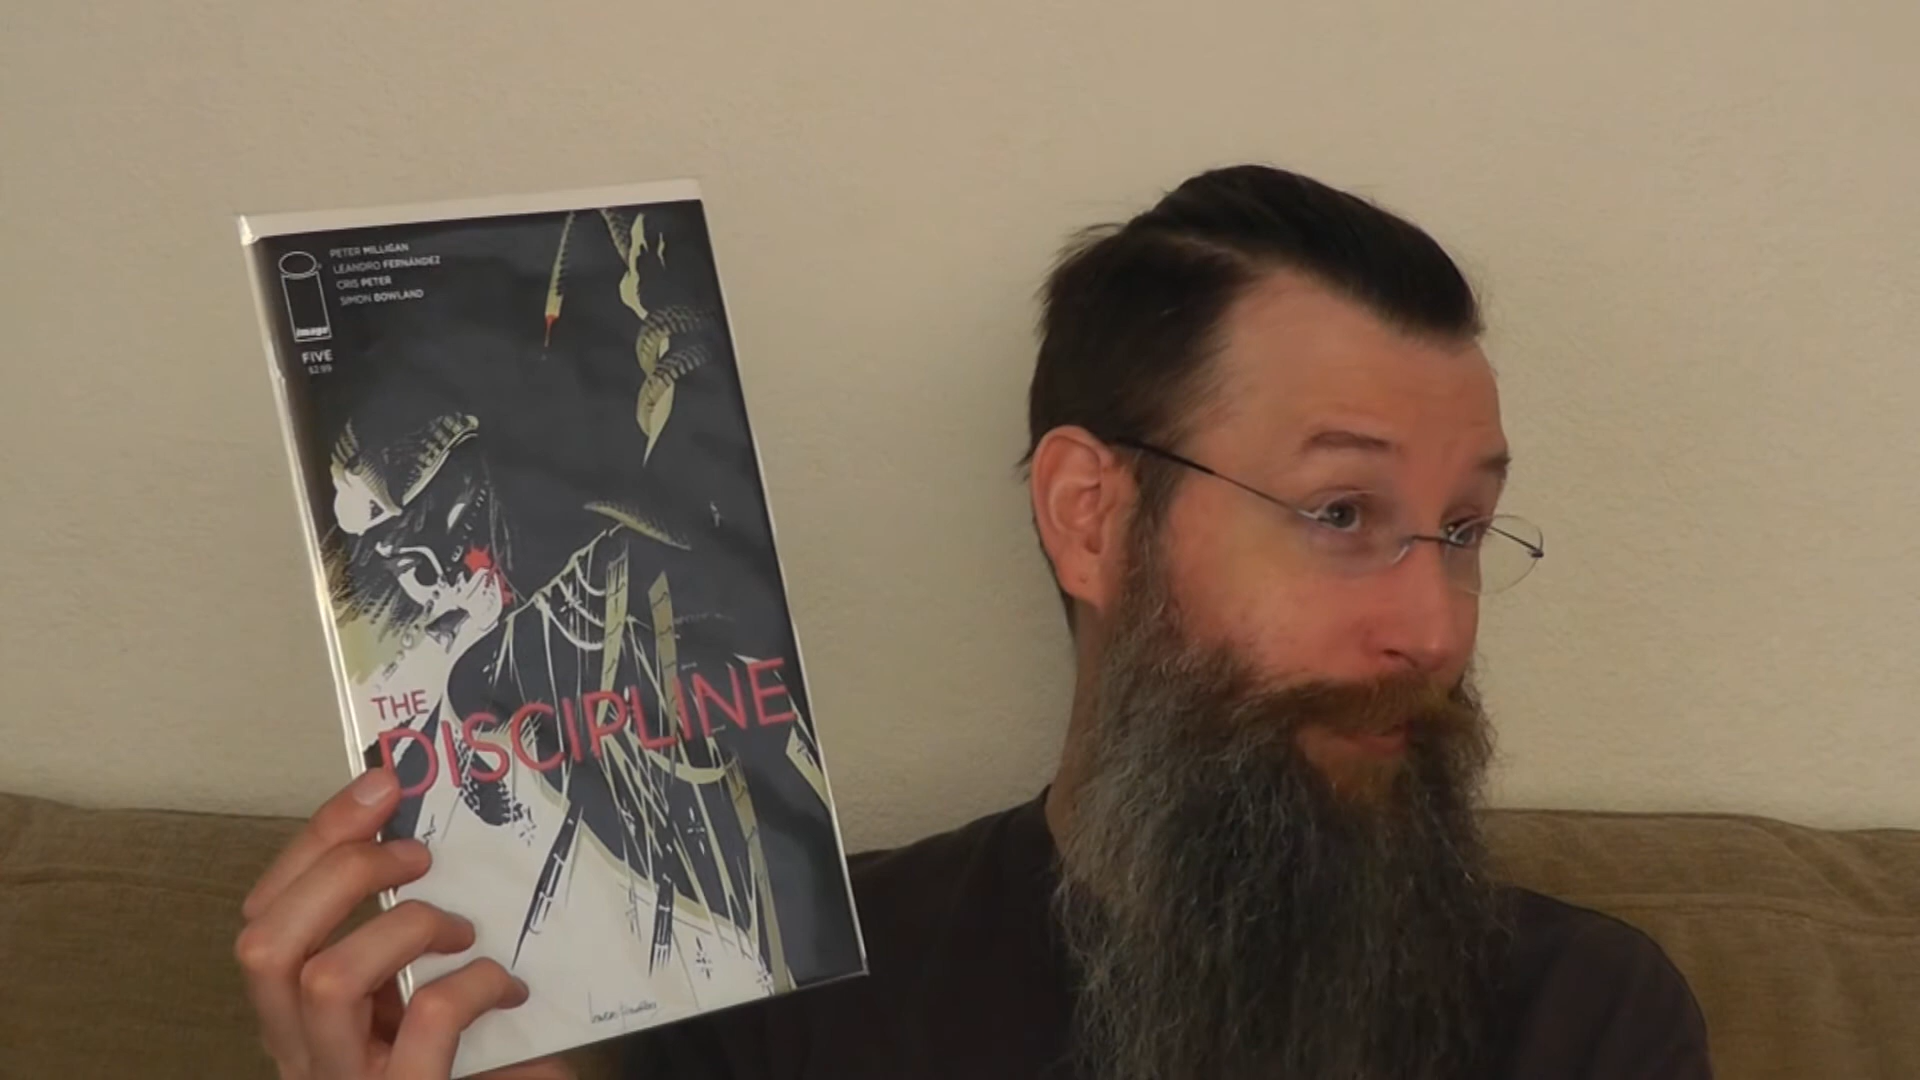 PETER MILLIGAN
LEANDRO FERNÁNDEZ
CRIS PETER
SIMON BOWLAND
image
FIVE
$2.99
THE
DISCIPLINE